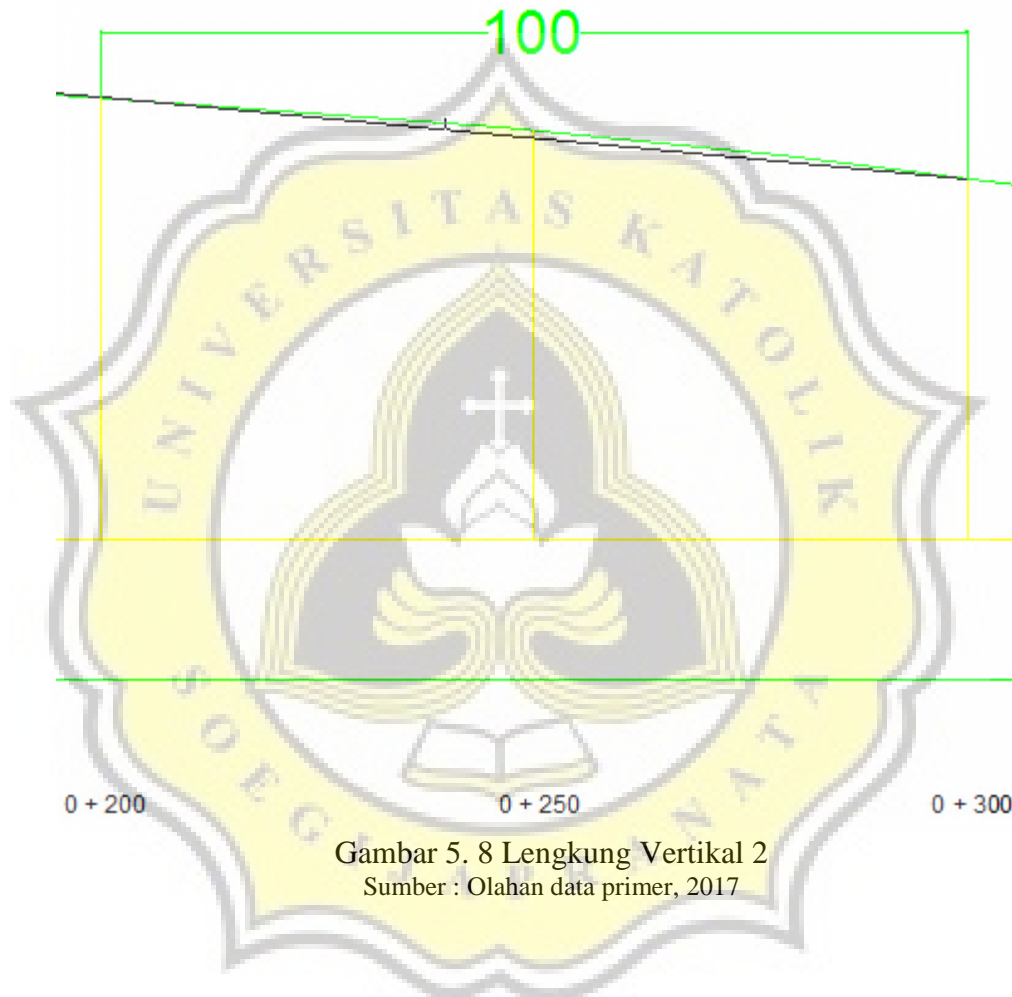 100
UNIVERSITAS KATOLIK
0 + 200
0 + 250
0 + 300
SOEGIJAPRANATA
Gambar 5. 8 Lengkung Vertikal 2
Sumber : Olahan data primer, 2017